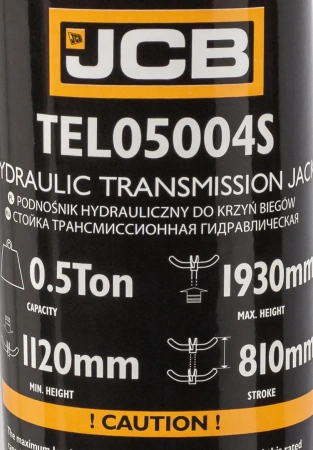 JCB
TEL05004S
HYDRAULIC TRANSMISSION JACK
PODNOŚNIK HYDRAULICZNY DO KRZYŃ BIEGÓW
СТОЙКА ТРАНСМИССИОННАЯ ГИДРАВЛИЧЕСКАЯ
0.5Ton
CAPACITY
1930mm
MAX. HEIGHT
1120mm
MIN. HEIGHT
810mm
STROKE
! CAUTION !